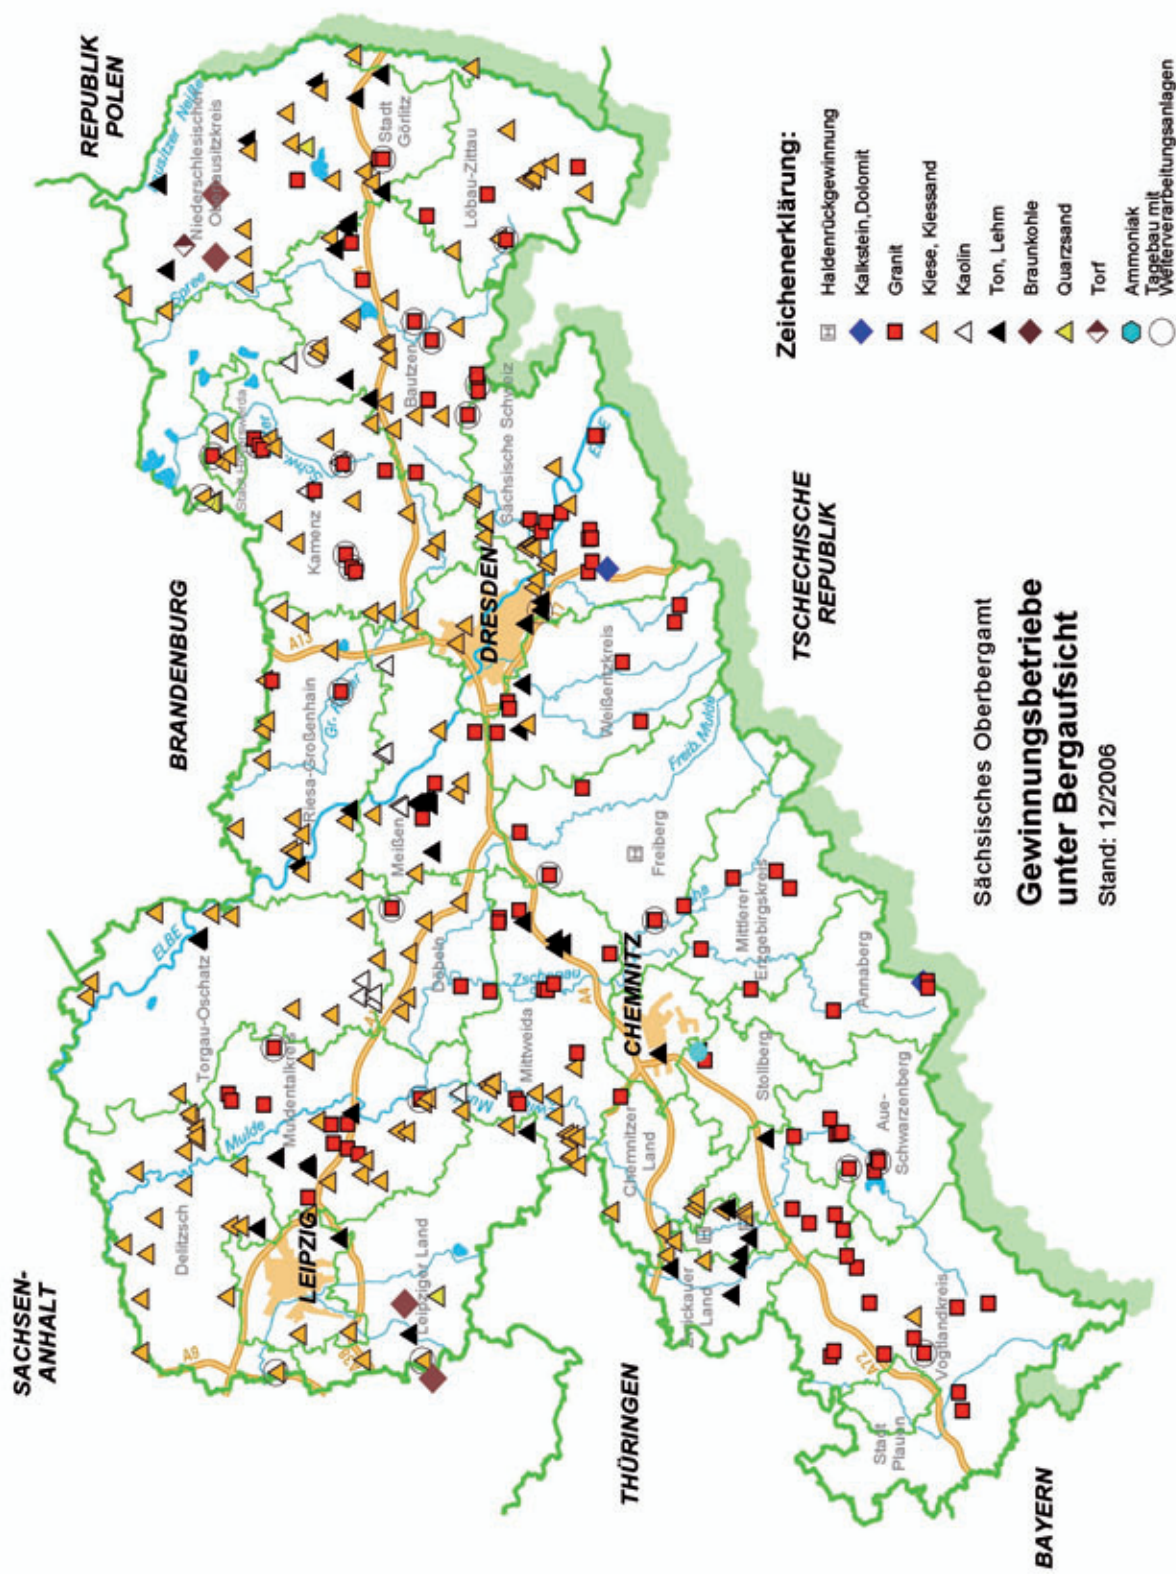 SACHSEN-
ANHALT
BRANDENBURG
REPUBLIK
POLEN
THÜRINGEN
BAYERN
TSCHECHISCHE
REPUBLIK
LEIPZIG
CHEMNITZ
DRESDEN
Delitzsch
Torgau-Oschatz
Muldentalkreis
Leipziger Land
Döbeln
Mittweida
Riesa-Großenhain
Meißen
Kamenz
Bautzen
Niederschlesischer
Oberlausitzkreis
Stadt
Görlitz
Löbau-Zittau
Sächsische Schweiz
Weißeritzkreis
Freiberg
Mittlerer
Erzgebirgskreis
Annaberg
Stollberg
Aue-
Schwarzenberg
Chemnitzer
Land
Zwickauer
Land
Vogtlandkreis
Stadt
Plauen
ELBE
Mulde
Zschopau
Freib. Mulde
Spree
ELBE
A9
A38
A4
A13
A72
Sächsisches Oberbergamt
Gewinnungsbetriebe
unter Bergaufsicht
Stand: 12/2006
Zeichenerklärung:
Haldenrückgewinnung
Kalkstein,Dolomit
Granit
Kiese, Kiessand
Kaolin
Ton, Lehm
Braunkohle
Quarzsand
Torf
Ammoniak
Tagebau mit
Weiterverarbeitungsanlagen